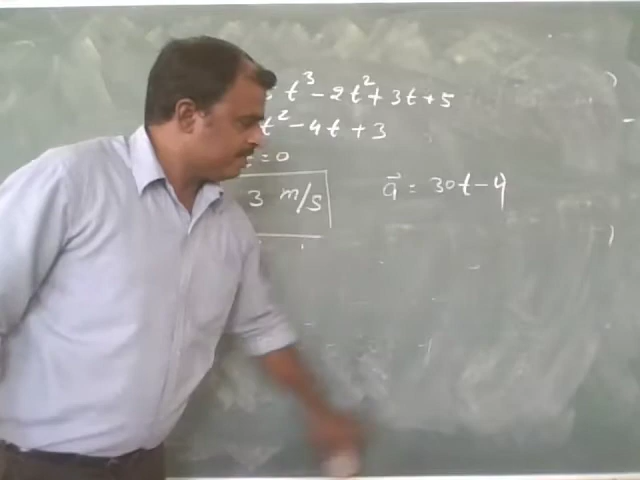 = t³ - 2t² + 3t + 5
t² - 4t + 3
= 0
3 m/s
a⃗ = 30t - 4